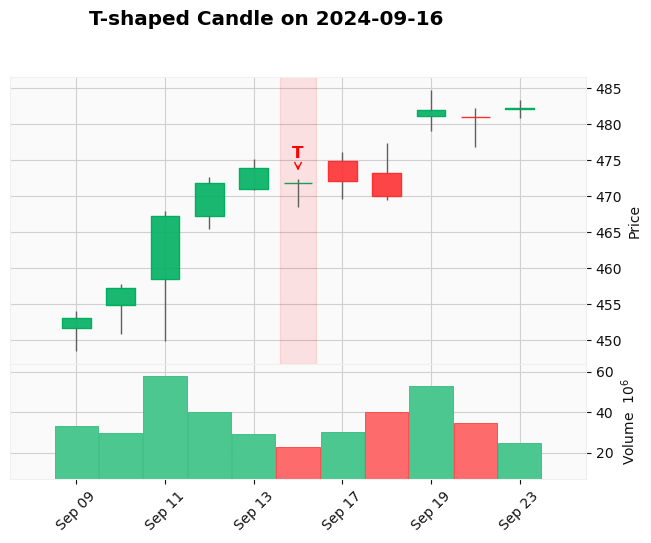 T-shaped Candle on 2024-09-16
485
480
T
475
470
465
460
455
450
Price
60
40
20
Volume 10^6
Sep 09
Sep 11
Sep 13
Sep 17
Sep 19
Sep 23